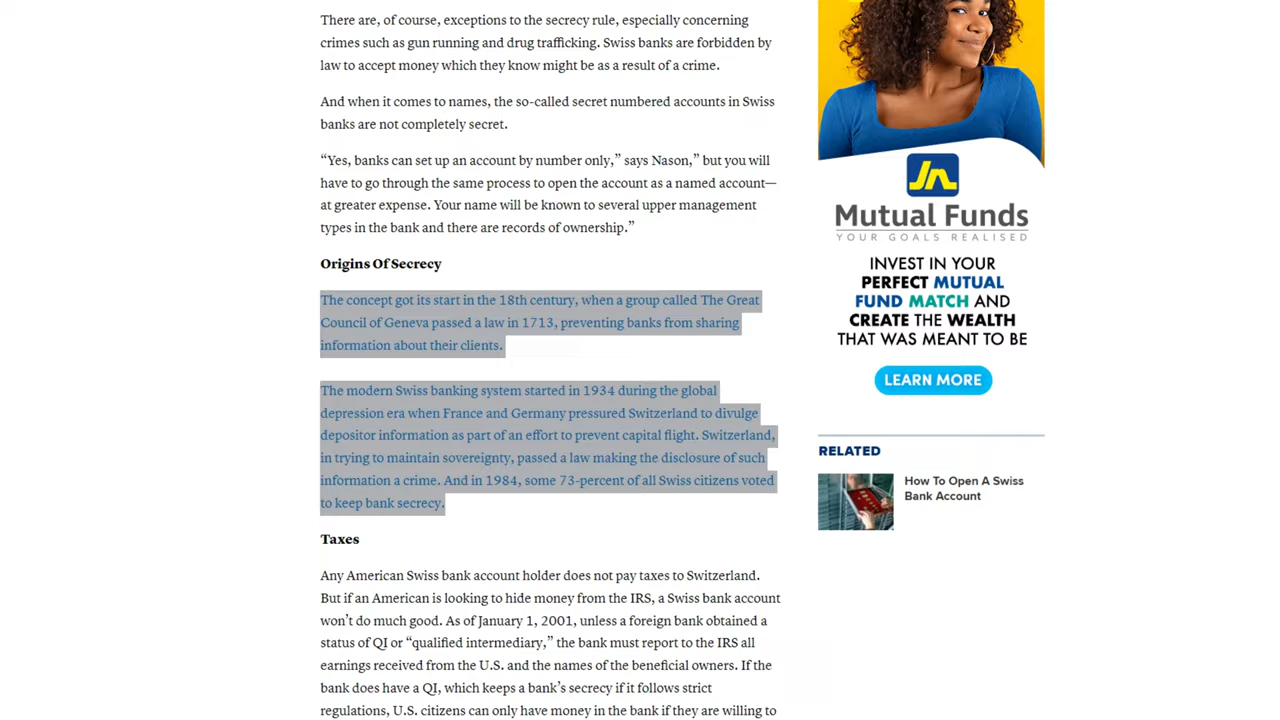 There are, of course, exceptions to the secrecy rule, especially concerning
crimes such as gun running and drug trafficking. Swiss banks are forbidden by
law to accept money which they know might be as a result of a crime.
And when it comes to names, the so-called secret numbered accounts in Swiss
banks are not completely secret.
“Yes, banks can set up an account by number only,” says Nason,” but you will
have to go through the same process to open the account as a named account—
at greater expense. Your name will be known to several upper management
types in the bank and there are records of ownership.”
Origins Of Secrecy
The concept got its start in the 18th century, when a group called The Great
Council of Geneva passed a law in 1713, preventing banks from sharing
information about their clients.
The modern Swiss banking system started in 1934 during the global
depression era when France and Germany pressured Switzerland to divulge
depositor information as part of an effort to prevent capital flight. Switzerland,
in trying to maintain sovereignty, passed a law making the disclosure of such
information a crime. And in 1984, some 73-percent of all Swiss citizens voted
to keep bank secrecy.
Taxes
Any American Swiss bank account holder does not pay taxes to Switzerland.
But if an American is looking to hide money from the IRS, a Swiss bank account
won’t do much good. As of January 1, 2001, unless a foreign bank obtained a
status of QI or “qualified intermediary,” the bank must report to the IRS all
earnings received from the U.S. and the names of the beneficial owners. If the
bank does have a QI, which keeps a bank’s secrecy if it follows strict
regulations, U.S. citizens can only have money in the bank if they are willing to
JN
Mutual Funds
YOUR GOALS REALISED
INVEST IN YOUR
PERFECT MUTUAL
FUND MATCH AND
CREATE THE WEALTH
THAT WAS MEANT TO BE
LEARN MORE
RELATED
How To Open A Swiss
Bank Account